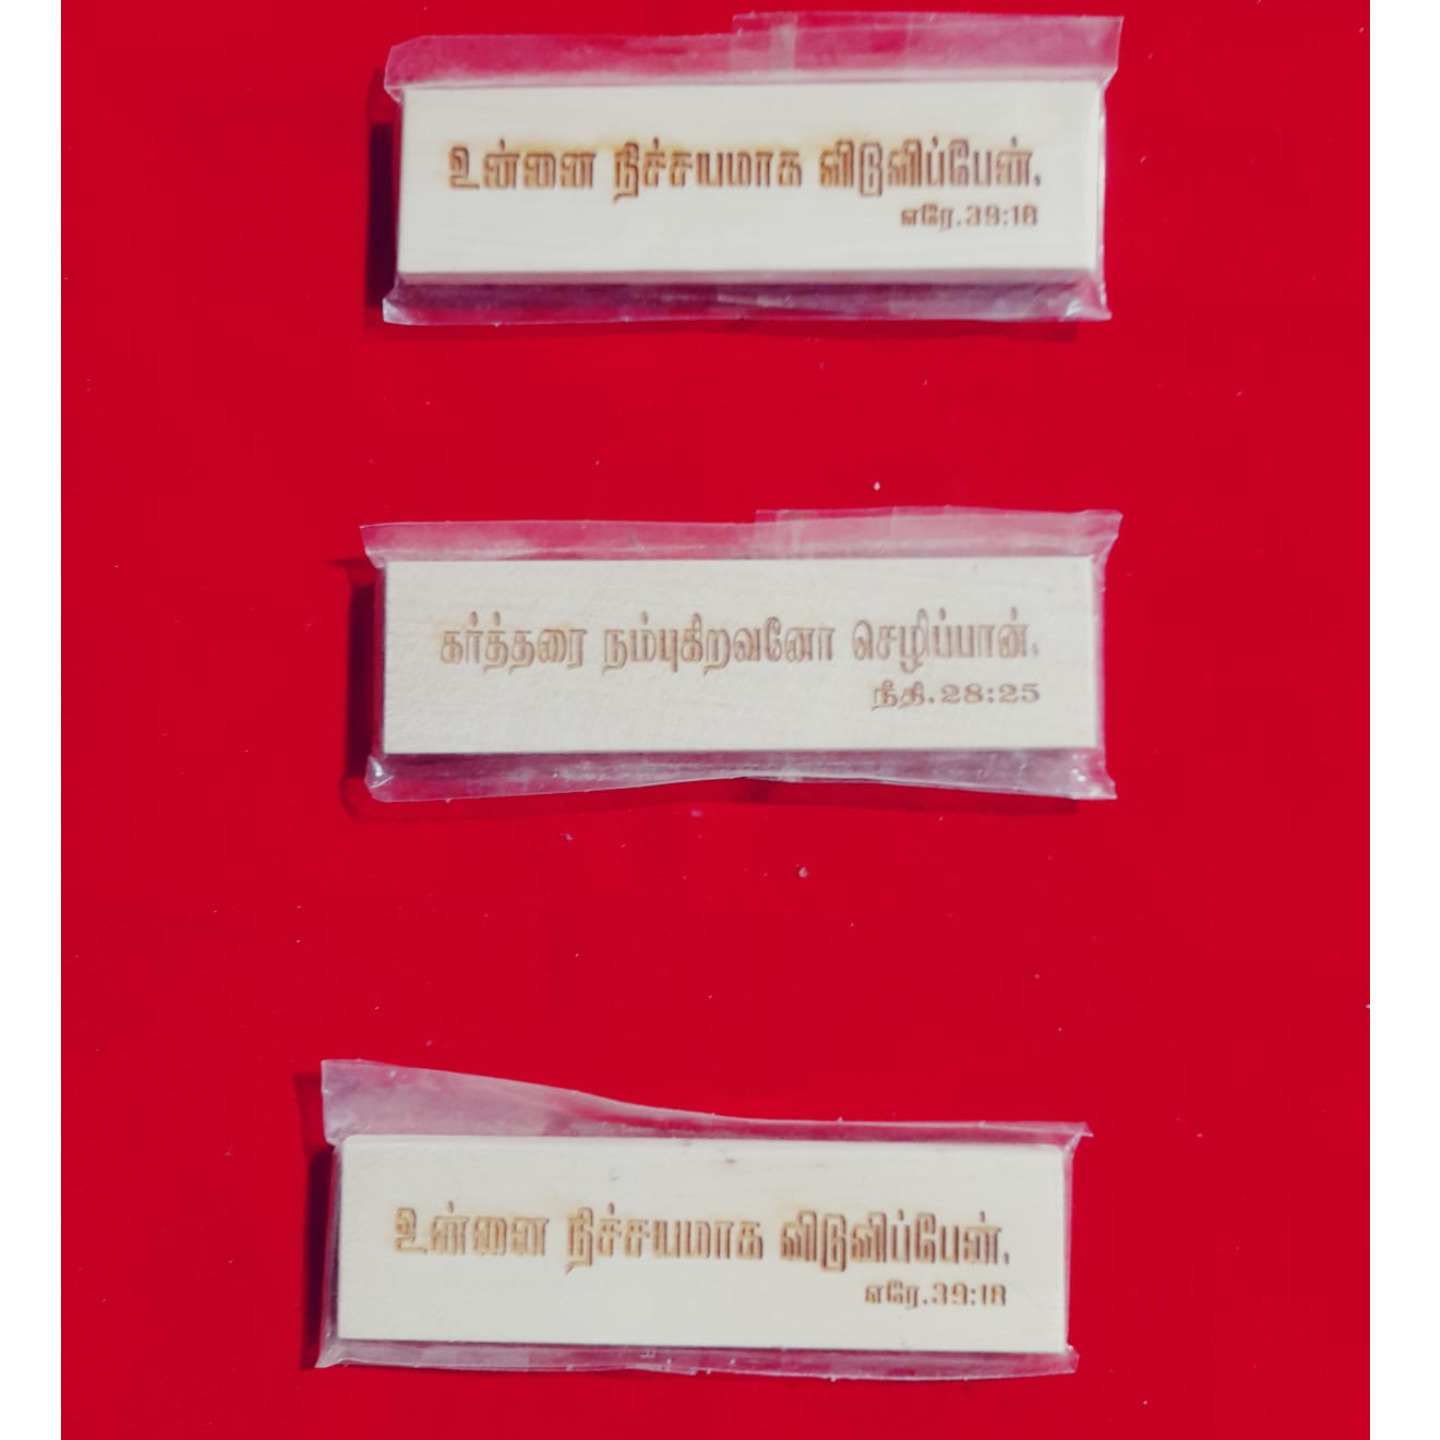 உன்னை நிச்சயமாக விடுவிப்பேன்.
எரே.39:18
கர்த்தரை நம்புகிறவனோ செழிப்பான்.
நீதி.28:25
உன்னை நிச்சயமாக விடுவிப்பேன்.
எரே.39:18